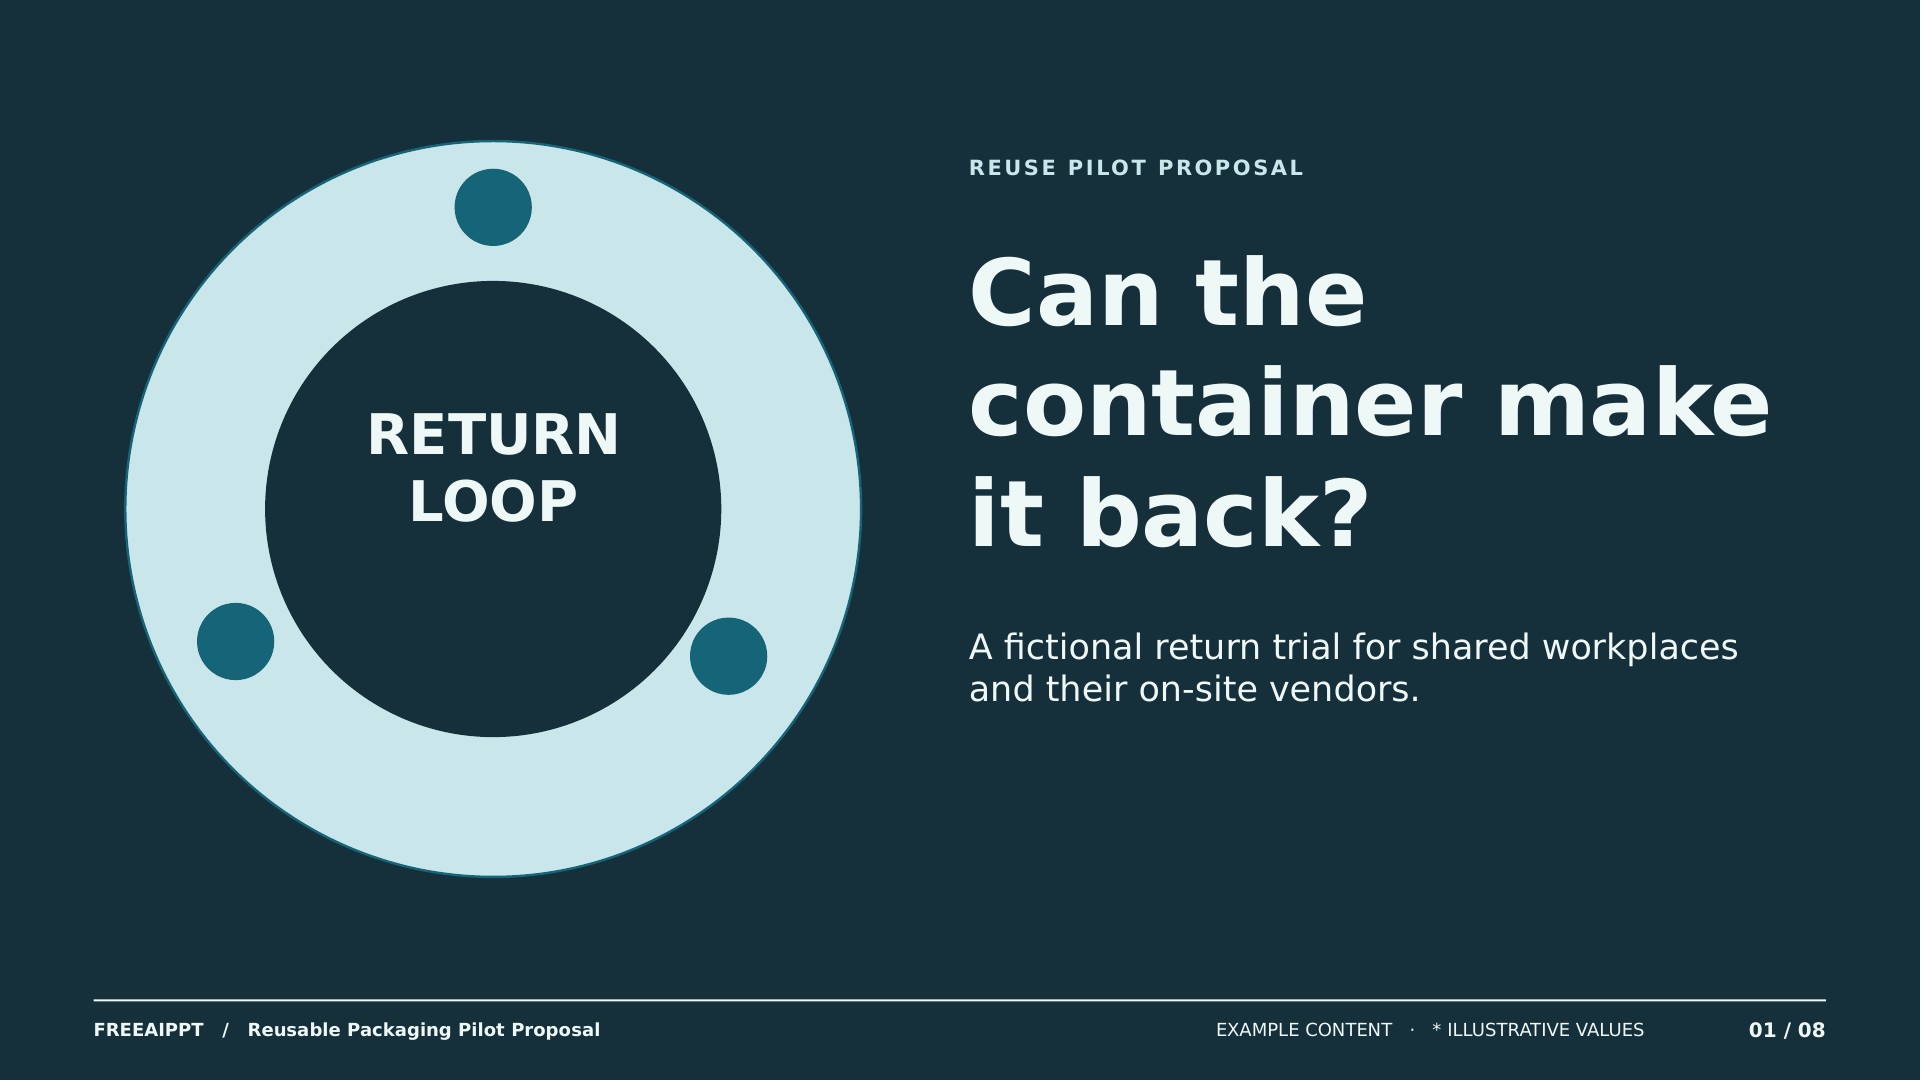 RETURN
LOOP
REUSE PILOT PROPOSAL
Can the
container make
it back?
A fictional return trial for shared workplaces
and their on-site vendors.
FREEAIPPT / Reusable Packaging Pilot Proposal
EXAMPLE CONTENT · * ILLUSTRATIVE VALUES
01 / 08